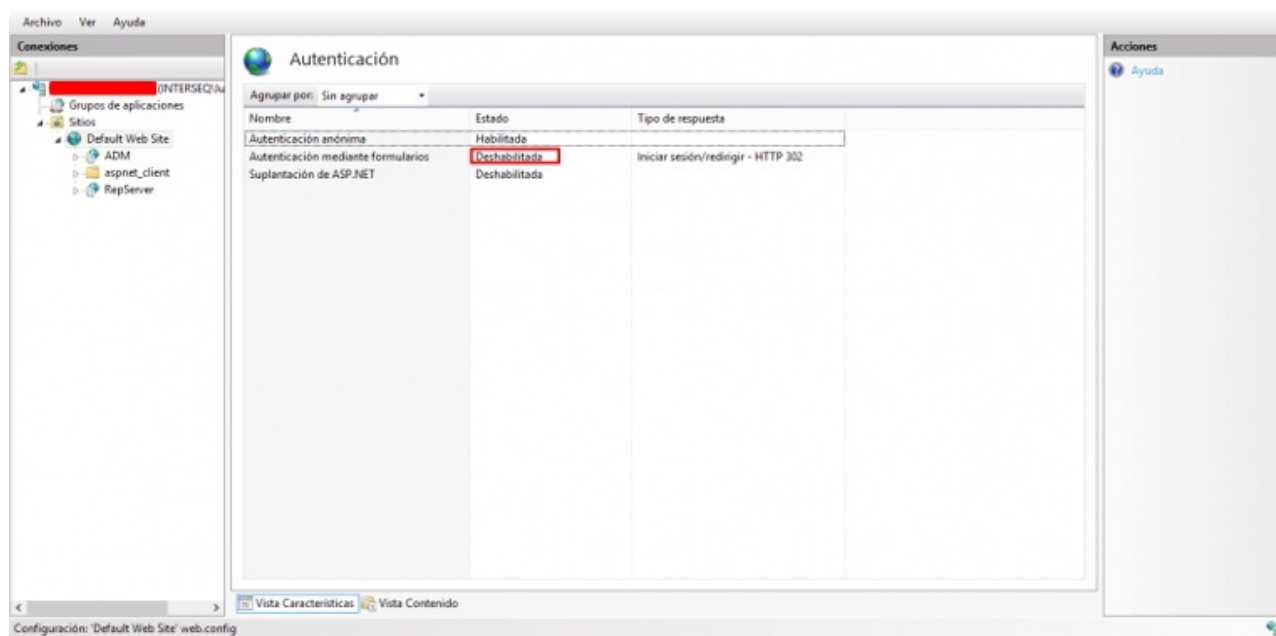 Archivo Ver Ayuda
Conexiones
(INTERSEQ\Ju
Grupos de aplicaciones
Sitios
Default Web Site
ADM
aspnet_client
RepServer
Autenticación
Agrupar por: Sin agrupar
Nombre Estado Tipo de respuesta
Autenticación anónima Habilitada
Autenticación mediante formularios Deshabilitada Iniciar sesión/redirigir - HTTP 302
Suplantación de ASP.NET Deshabilitada
Vista Características Vista Contenido
Acciones
Ayuda
Configuración: 'Default Web Site' web.config